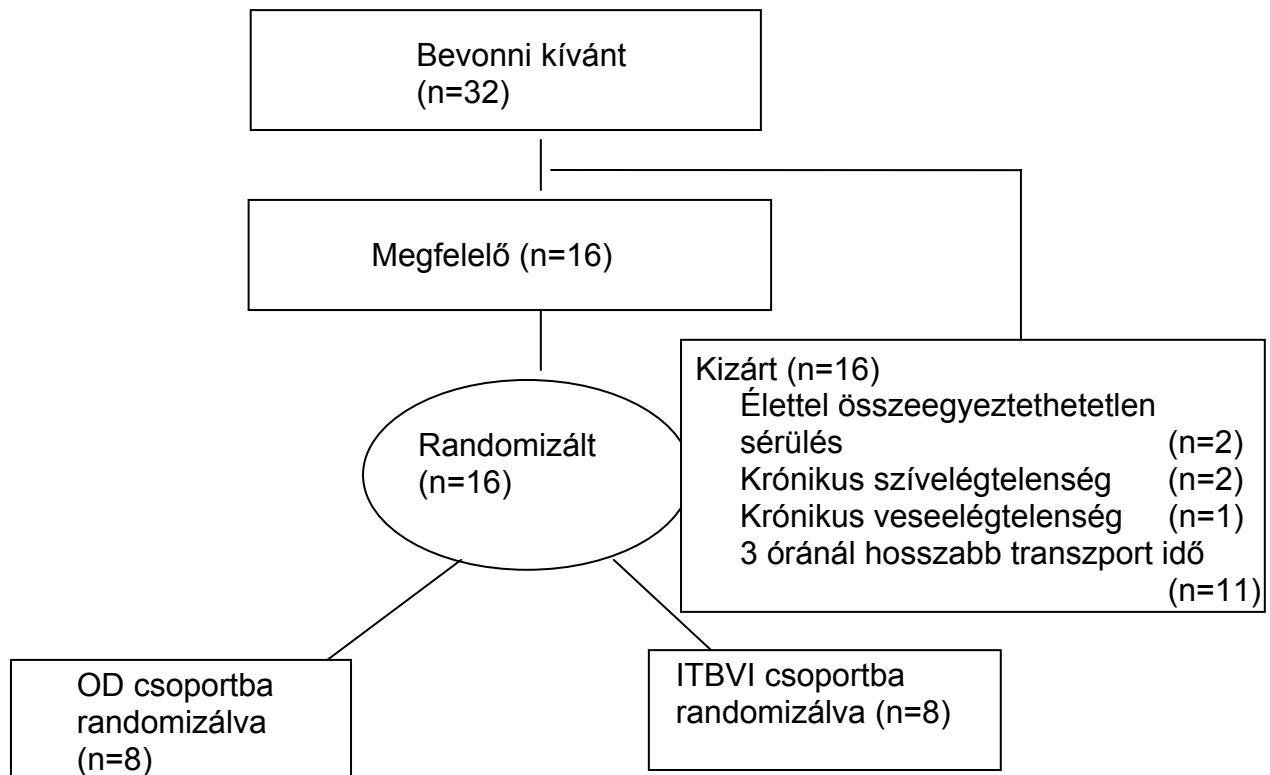 Bevonni kívánt
(n=32)
Megfelelő (n=16)
Kizárt (n=16)
Élettel összeegyeztethetetlen
sérülés (n=2)
Krónikus szívelégtelenség (n=2)
Krónikus veseelégtelenség (n=1)
3 óránál hosszabb transzport idő
(n=11)
Randomizált
(n=16)
OD csoportba
randomizálva
(n=8)
ITBVI csoportba
randomizálva (n=8)